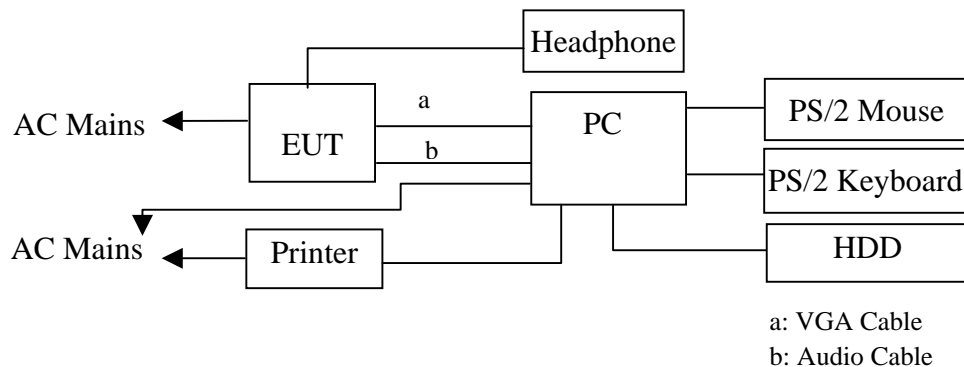 Headphone
AC Mains
EUT
a
b
PC
PS/2 Mouse
PS/2 Keyboard
AC Mains
Printer
HDD
a: VGA Cable
b: Audio Cable